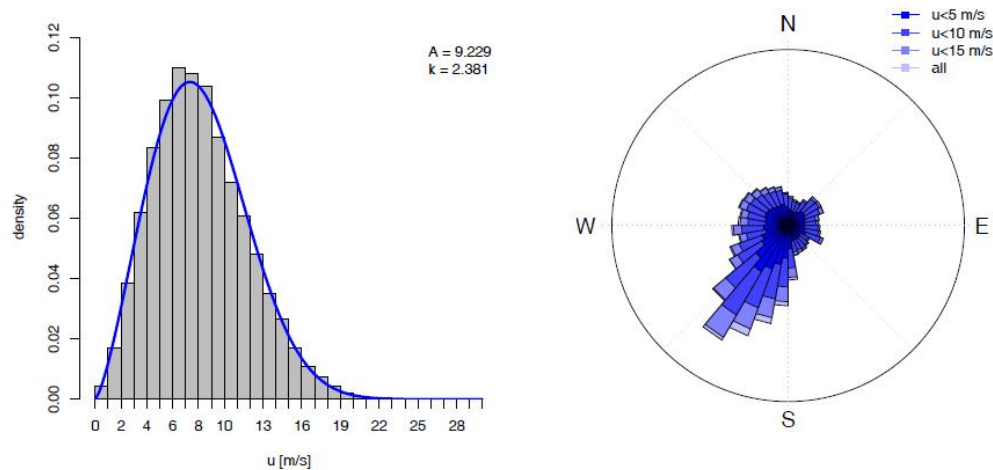 A = 9.229
k = 2.381
0.12
0.10
0.08
0.06
0.04
0.02
0.00
density
0 2 4 6 8 10 13 16 19 22 25 28
u [m/s]
u<5 m/s
u<10 m/s
u<15 m/s
all
N
W
E
S